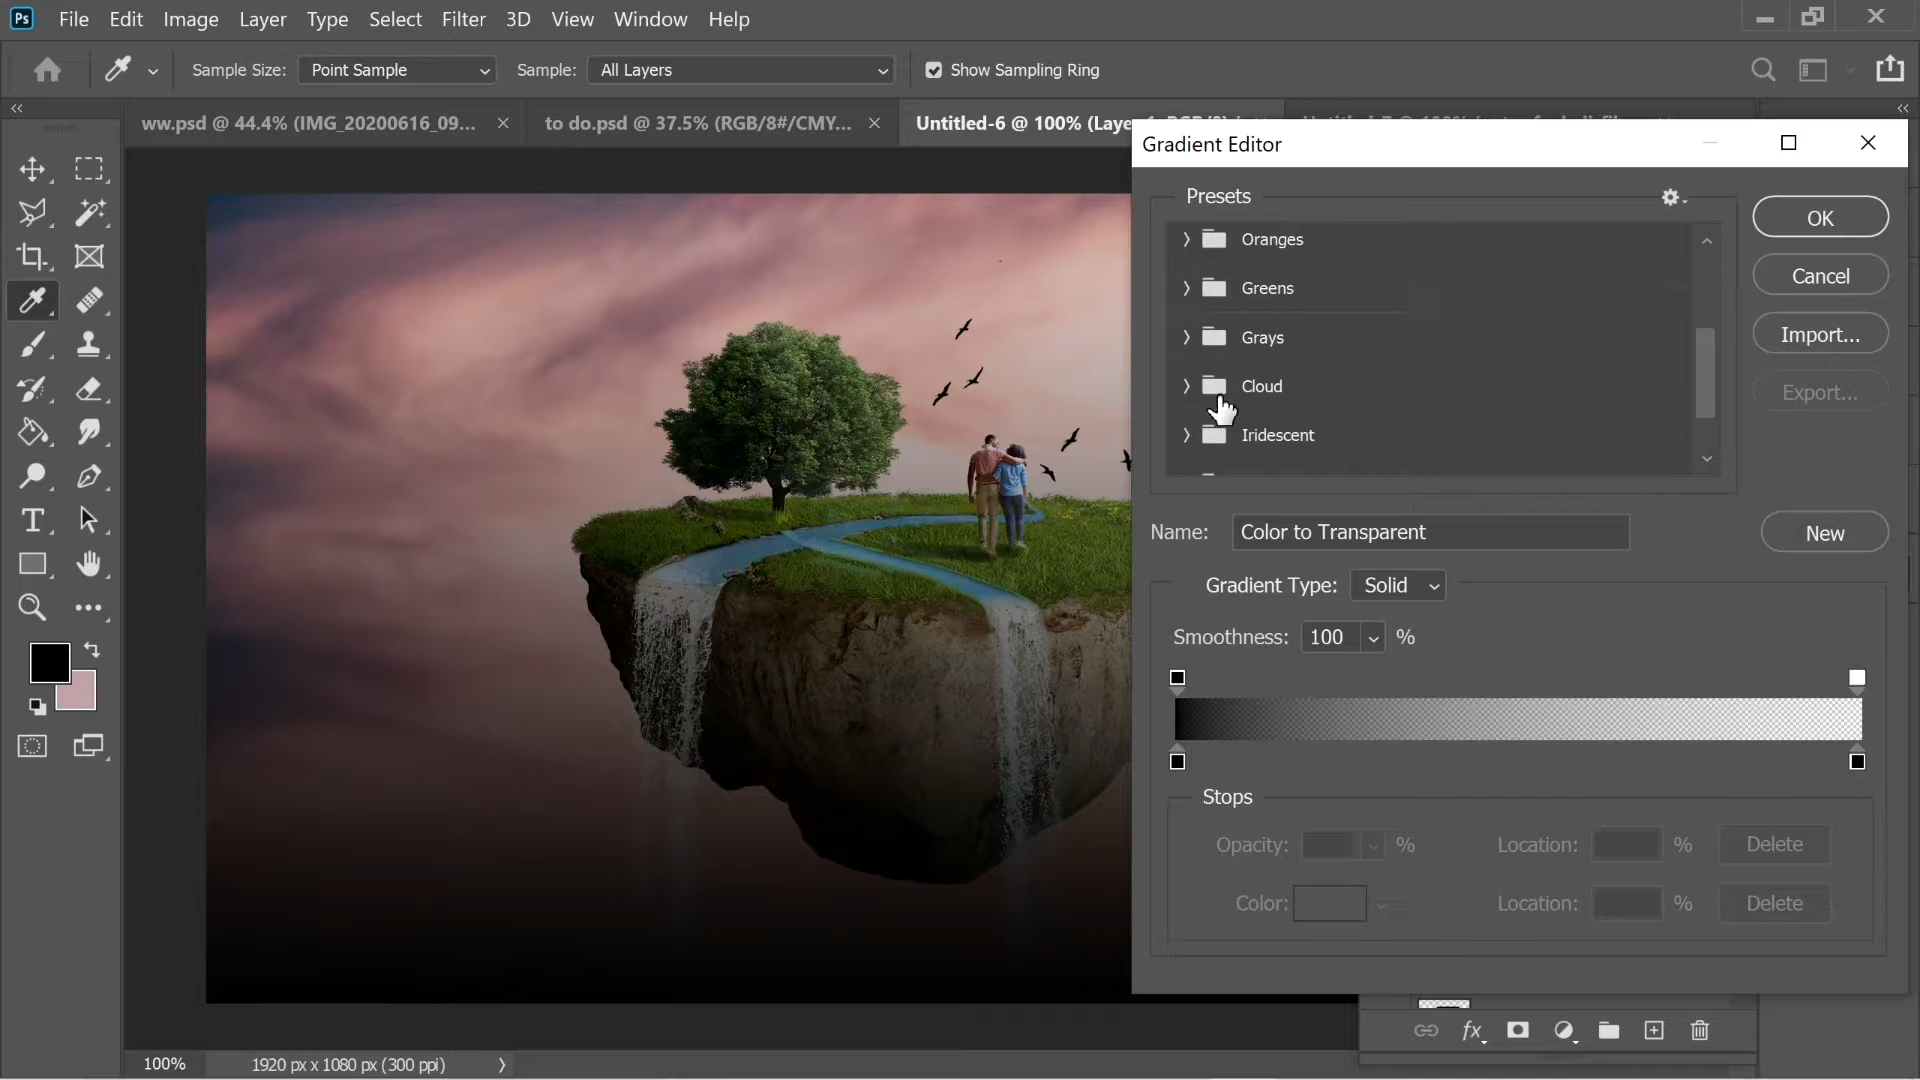 Ps File Edit Image Layer Type Select Filter 3D View Window Help
Sample Size: Point Sample Sample: All Layers Show Sampling Ring
ww.psd @ 44.4% (IMG_20200616_09... to do.psd @ 37.5% (RGB/8#/CMY... Untitled-6 @ 100% (Laye
Gradient Editor
Presets
Oranges
Greens
Grays
Cloud
Iridescent
OK
Cancel
Import...
Export...
Name: Color to Transparent New
Gradient Type: Solid
Smoothness: 100 %
Stops
Opacity: % Location: % Delete
Color: Location: % Delete
fx
100% 1920 px x 1080 px (300 ppi)